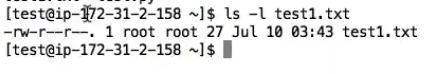 [test@ip-172-31-2-158 ~]$ ls -l test1.txt
-rw-r--r--. 1 root root 27 Jul 10 03:43 test1.txt
[test@ip-172-31-2-158 ~]$